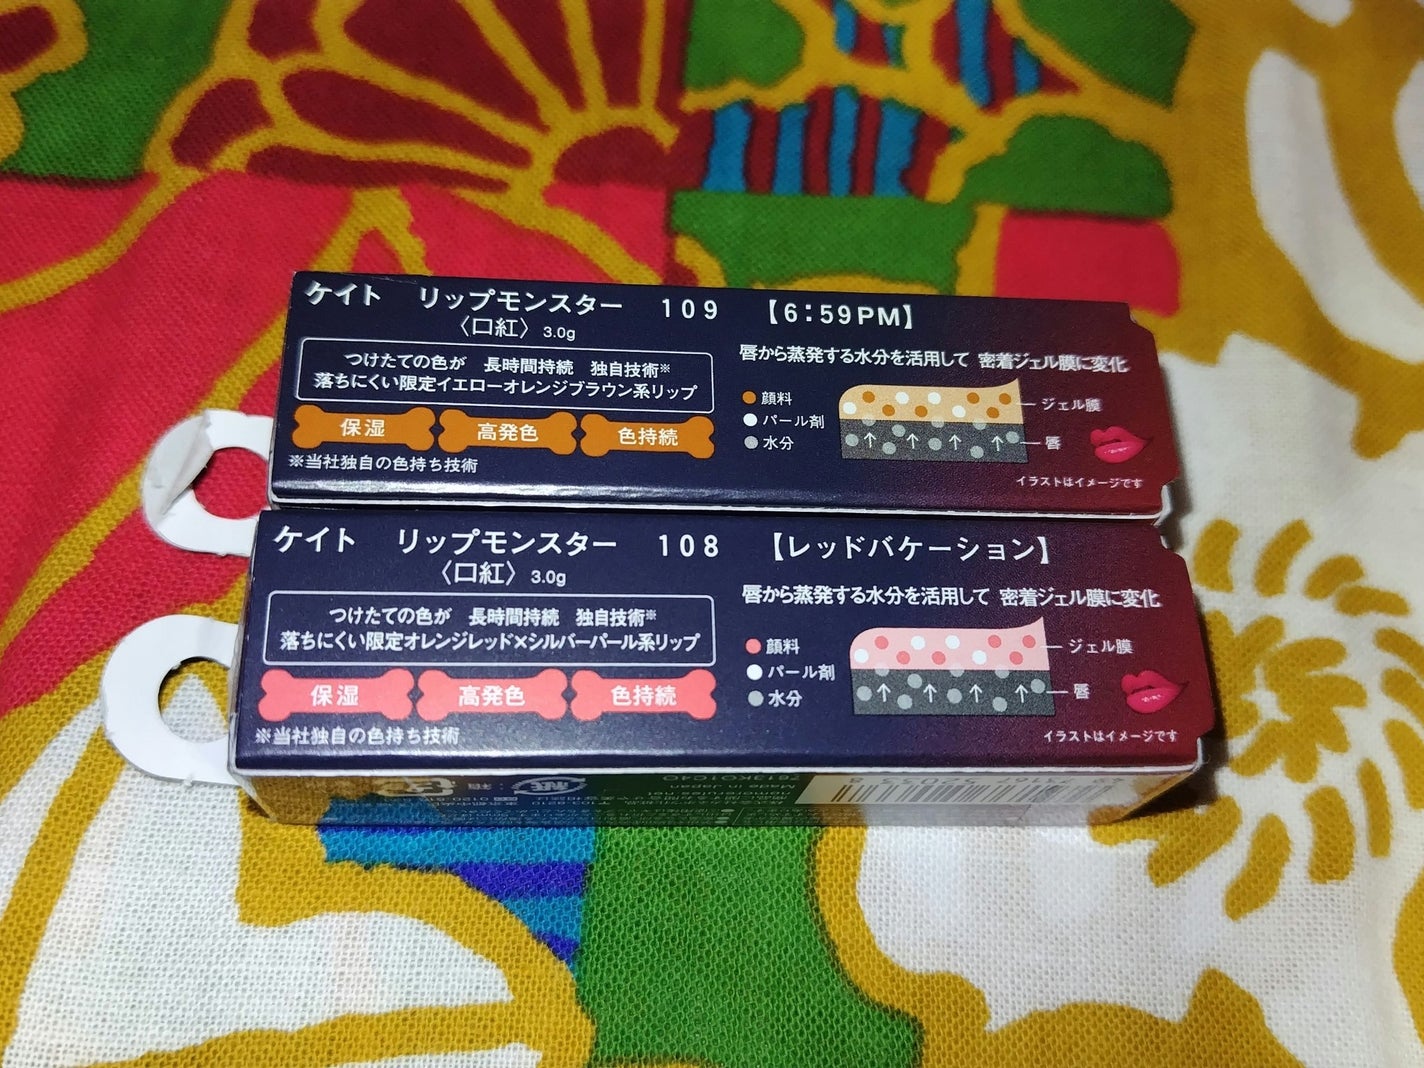 ケイト リップモンスター 109 【6:59PM】
〈口紅〉3.0g
つけたての色が 長時間持続 独自技術※
落ちにくい限定イエローオレンジブラウン系リップ
保湿 高発色 色持続
※当社独自の色持ち技術
唇から蒸発する水分を活用して 密着ジェル膜に変化
顔料
パール剤
水分
ジェル膜
唇
イラストはイメージです
ケイト リップモンスター 108 【レッドバケーション】
〈口紅〉3.0g
つけたての色が 長時間持続 独自技術※
落ちにくい限定オレンジレッド×シルバーパール系リップ
保湿 高発色 色持続
※当社独自の色持ち技術
唇から蒸発する水分を活用して 密着ジェル膜に変化
顔料
パール剤
水分
ジェル膜
唇
イラストはイメージです
Made in Japan